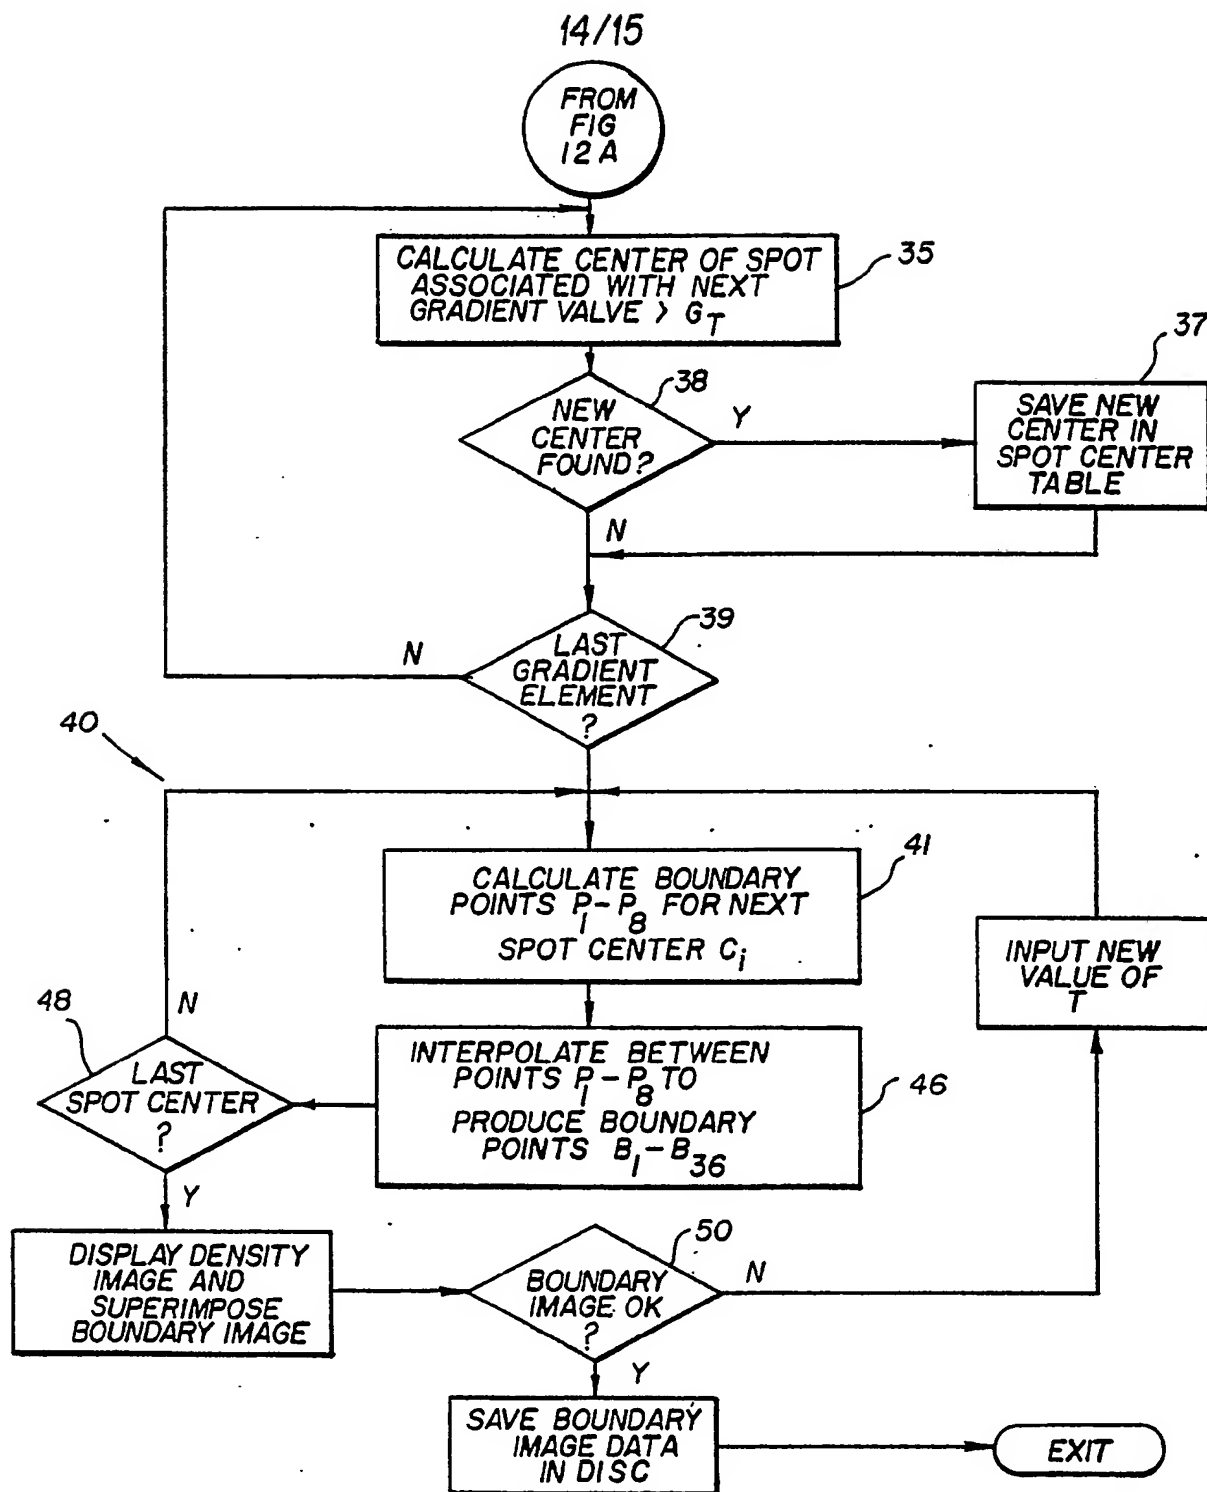 14/15
FROM
FIG
12A
CALCULATE CENTER OF SPOT
ASSOCIATED WITH NEXT
GRADIENT VALVE > GT
35
38
NEW
CENTER
FOUND?
Y
37
SAVE NEW
CENTER IN
SPOT CENTER
TABLE
N
39
LAST
GRADIENT
ELEMENT
?
N
40
41
CALCULATE BOUNDARY
POINTS P1-P8 FOR NEXT
SPOT CENTER Ci
INPUT NEW
VALUE OF
T
INTERPOLATE BETWEEN
POINTS P1-P8 TO
PRODUCE BOUNDARY
POINTS B1-B36
46
48
N
LAST
SPOT CENTER
?
Y
DISPLAY DENSITY
IMAGE AND
SUPERIMPOSE
BOUNDARY IMAGE
50
BOUNDARY
IMAGE OK
?
N
Y
SAVE BOUNDARY
IMAGE DATA
IN DISC
EXIT